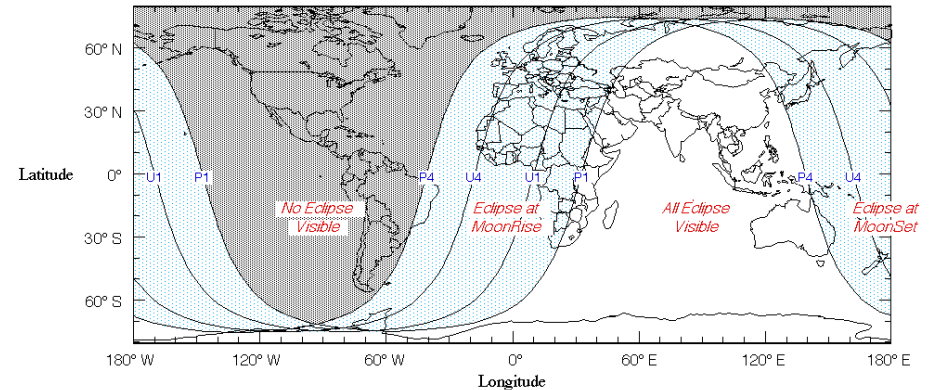 60° N
30° N
Latitude
0°
30° S
60° S
U1
P1
P4
U4
U1
P1
P4
U4
No Eclipse
Visible
Eclipse at
MoonRise
All Eclipse
Visible
Eclipse at
MoonSet
180° W
120° W
60° W
0°
60° E
120° E
180° E
Longitude